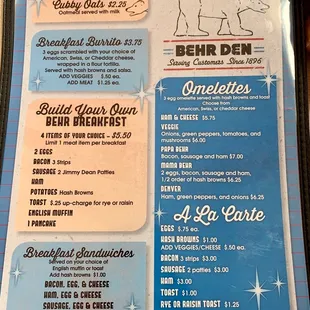 Cubby Oats $2.25
Oatmeal served with milk
Breakfast Burrito $3.75
3 eggs scrambled with your choice of
American, Swiss, or Cheddar cheese,
wrapped in a flour tortilla.
Served with hash browns and salsa.
ADD VEGGIES $.50 ea.
ADD MEAT $1.25 ea.
Build Your Own
BEHR BREAKFAST
4 ITEMS OF YOUR CHOICE - $5.50
Limit 1 meat item per breakfast
2 EGGS
BACON 3 Strips
SAUSAGE 2 Jimmy Dean Patties
HAM
POTATOES Hash Browns
TOAST $.25 up-charge for rye or raisin
ENGLISH MUFFIN
1 PANCAKE
Breakfast Sandwiches
Served on your choice of
English muffin or toast
Add hash browns $1.00
BACON, EGG, & CHEESE
HAM, EGG & CHEESE
SAUSAGE, EGG & CHEESE
BEHR DEN
Saving Customers Since 1896
Omelettes
3 egg omelette served with hash browns and toast
Choose from
American, Swiss, or cheddar cheese
HAM & CHEESE $5.75
VEGGIE
Onions, green peppers, tomatoes, and
mushrooms $6.00
PAPA BEHR
Bacon, sausage and ham $7.00
MAMA BEHR
2 eggs, bacon, sausage and ham,
1/2 order of hash browns $6.25
DENVER
Ham, green peppers, and onions $6.25
A La Carte
EGGS $.75 ea.
HASH BROWNS $1.00
ADD VEGGIES/CHEESE $.50 ea.
BACON 3 strips $3.00
SAUSAGE 2 patties $3.00
HAM $3.00
TOAST $1.00
RYE OR RAISIN TOAST $1.25